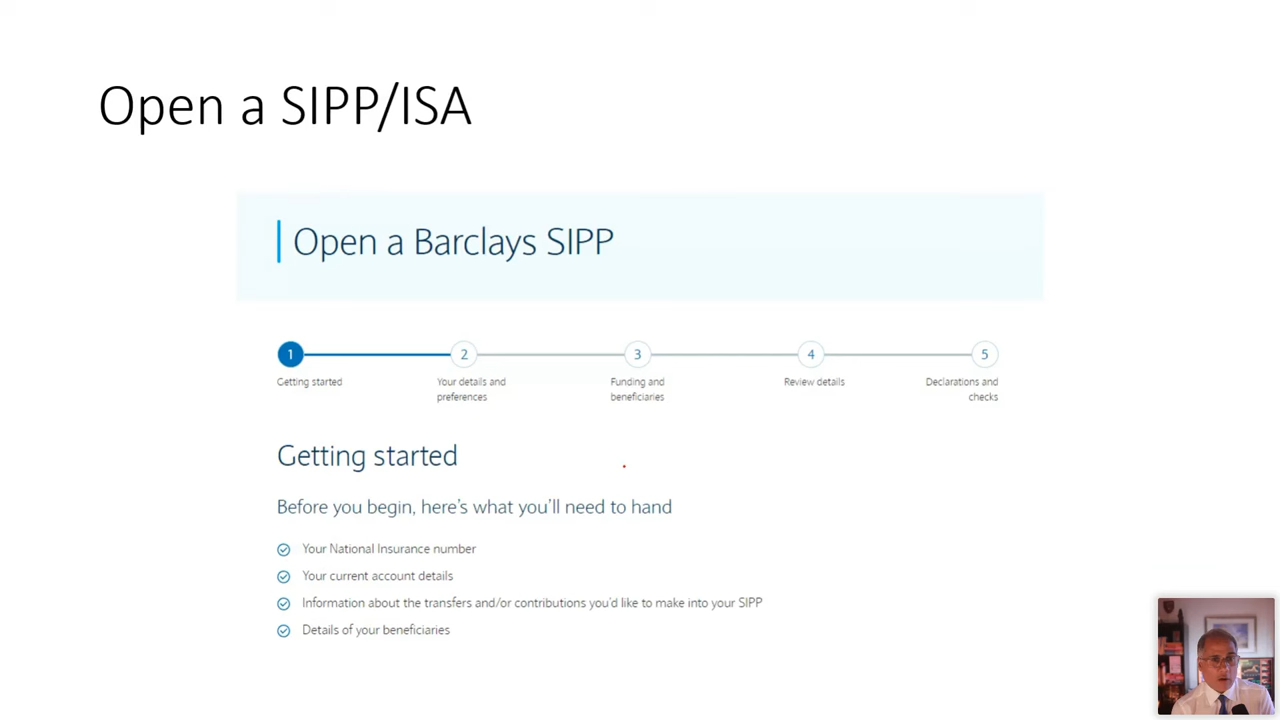 Open a SIPP/ISA
Open a Barclays SIPP
1 2 3 4 5
Getting started
Your details and
preferences
Funding and
beneficiaries
Review details
Declarations and
checks
Getting started
Before you begin, here's what you'll need to hand
Your National Insurance number
Your current account details
Information about the transfers and/or contributions you'd like to make into your SIPP
Details of your beneficiaries